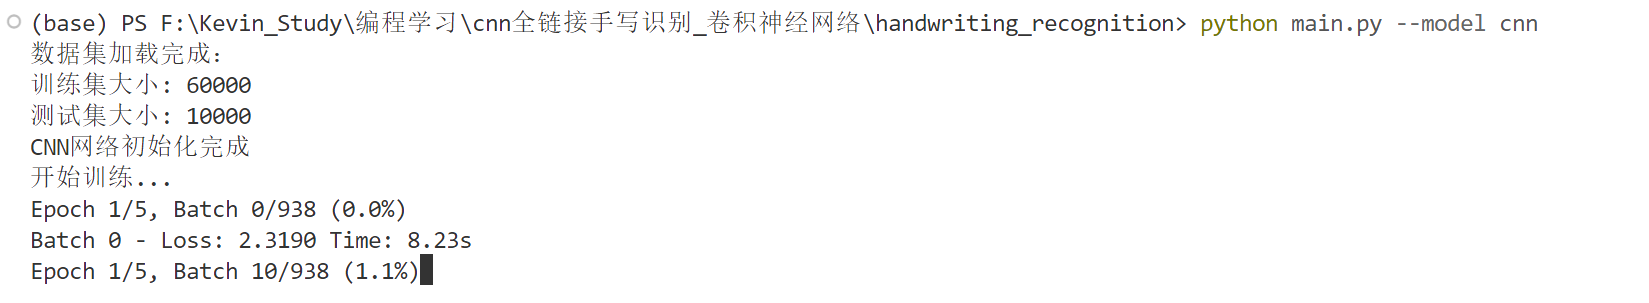 (base) PS F:\Kevin_Study\编程学习\cnn全链接手写识别_卷积神经网络\handwriting_recognition> python main.py --model cnn
数据集加载完成:
训练集大小: 60000
测试集大小: 10000
CNN网络初始化完成
开始训练...
Epoch 1/5, Batch 0/938 (0.0%)
Batch 0 - Loss: 2.3190 Time: 8.23s
Epoch 1/5, Batch 10/938 (1.1%)